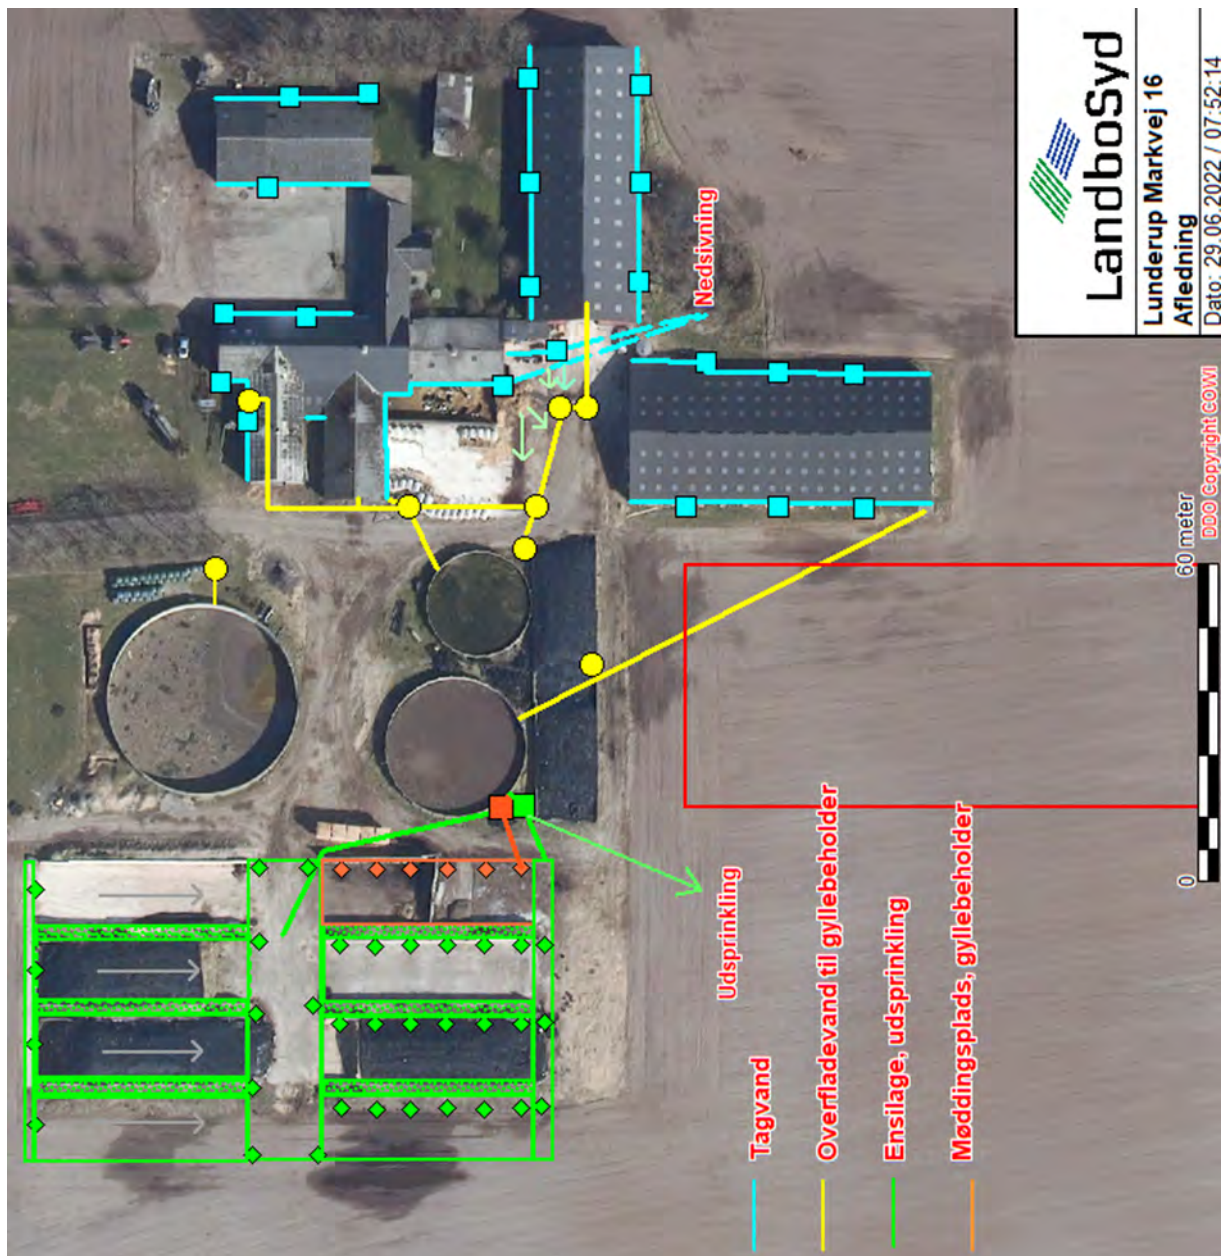 LandboSyd
Lunderup Markvej 16
Afledning
Dato: 29.06.2022 / 07:52:14
Nedsivning
Udsprinkling
Tagvand
Overfladevand til gyllebeholder
Ensilage, udsprinkling
Møddingsplads, gyllebeholder
0
60 meter
DDO Copyright COWI